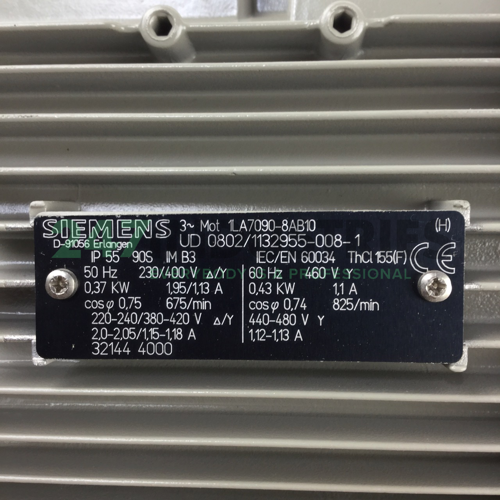 SIEMENS 3~ Mot 1LA7090-8AB10 (H)
D-91056 Erlangen UD 0802/1132955-008-1
IP 55 90S IM B3 IEC/EN 60034 ThCl.155(F) CE
50 Hz 230/400 V △/Y 60 Hz 460 V Y
0,37 KW 1,95/1,13 A 0,43 KW 1,1 A
cos φ 0,75 675/min cos φ 0,74 825/min
220-240/380-420 V △/Y 440-480 V Y
2,0-2,05/1,15-1,18 A 1,12-1,13 A
32144 4000